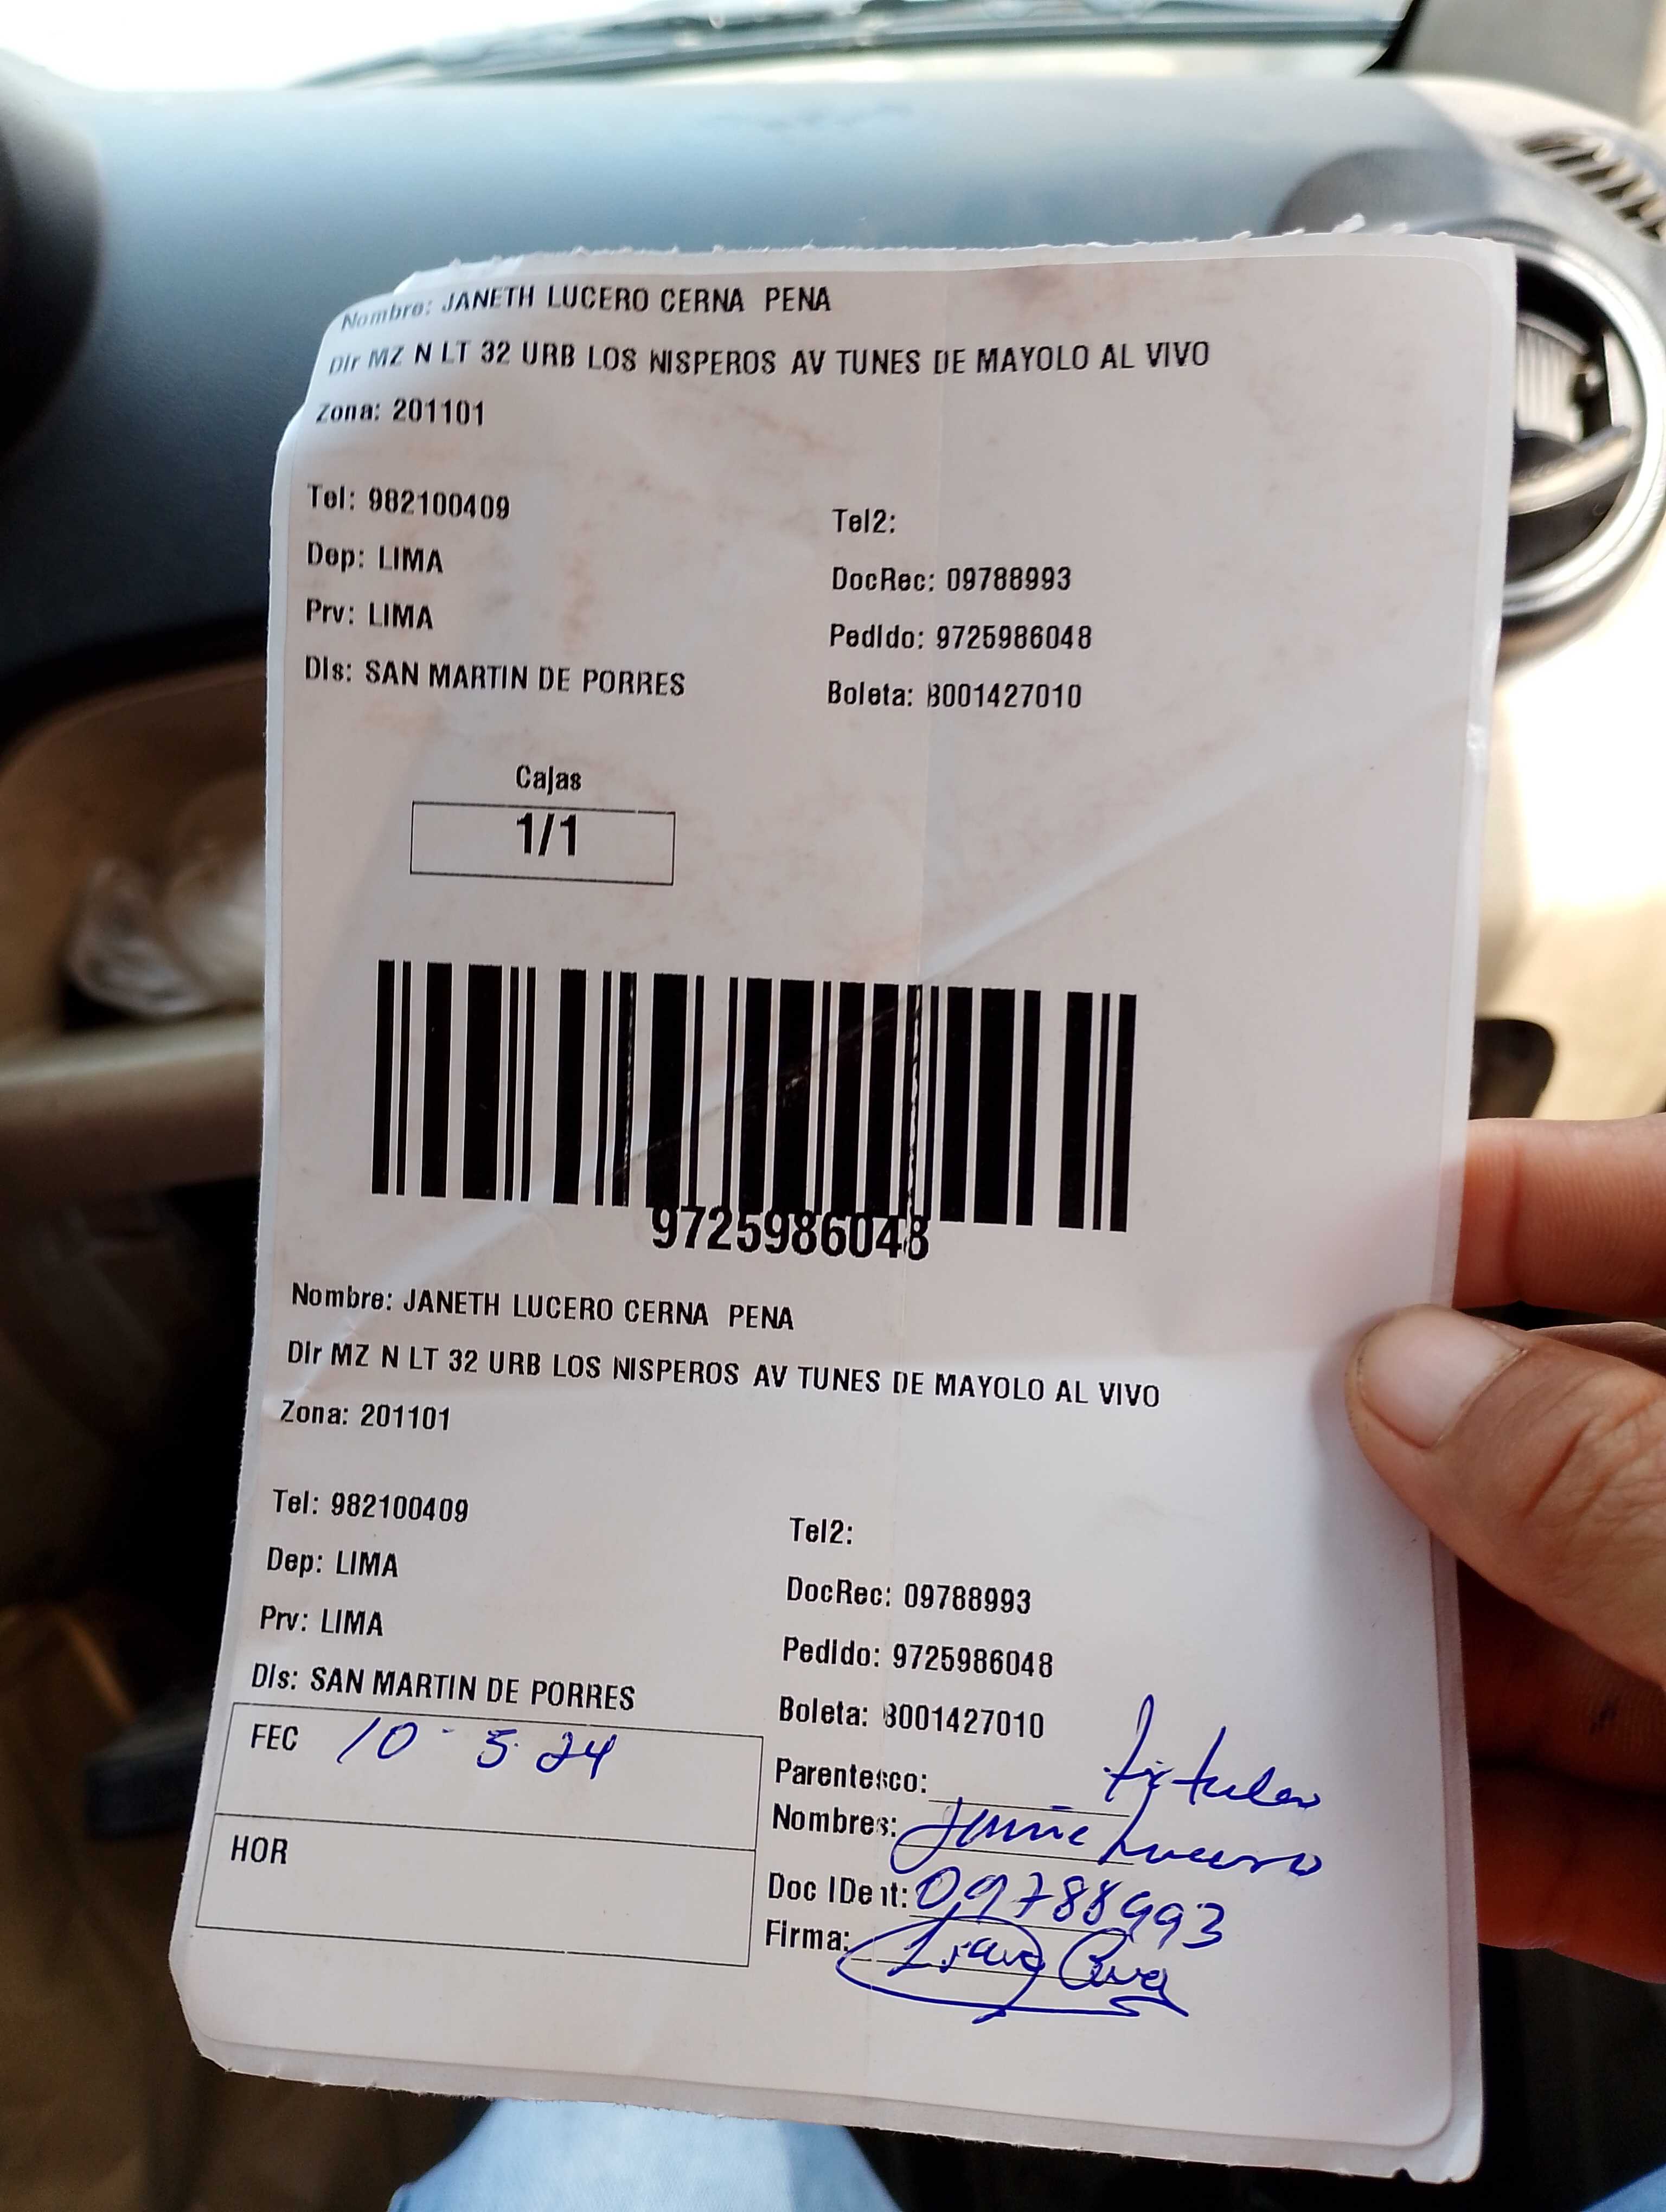 Nombre: JANETH LUCERO CERNA PENA
Dir MZ N LT 32 URB LOS NISPEROS AV TUNES DE MAYOLO AL VIVO
Zona: 201101
Tel: 982100409
Tel2:
Dep: LIMA
DocRec: 09788993
Prv: LIMA
Pedido: 9725986048
Dis: SAN MARTIN DE PORRES
Boleta: B001427010
Cajas
1/1
9725986048
Nombre: JANETH LUCERO CERNA PENA
Dir MZ N LT 32 URB LOS NISPEROS AV TUNES DE MAYOLO AL VIVO
Zona: 201101
Tel: 982100409
Tel2:
Dep: LIMA
DocRec: 09788993
Prv: LIMA
Pedido: 9725986048
Dis: SAN MARTIN DE PORRES
Boleta: B001427010
FEC 10-5-24
Parentesco: titular
Nombres: Lucero
HOR
Doc IDent: 09788993
Firma: